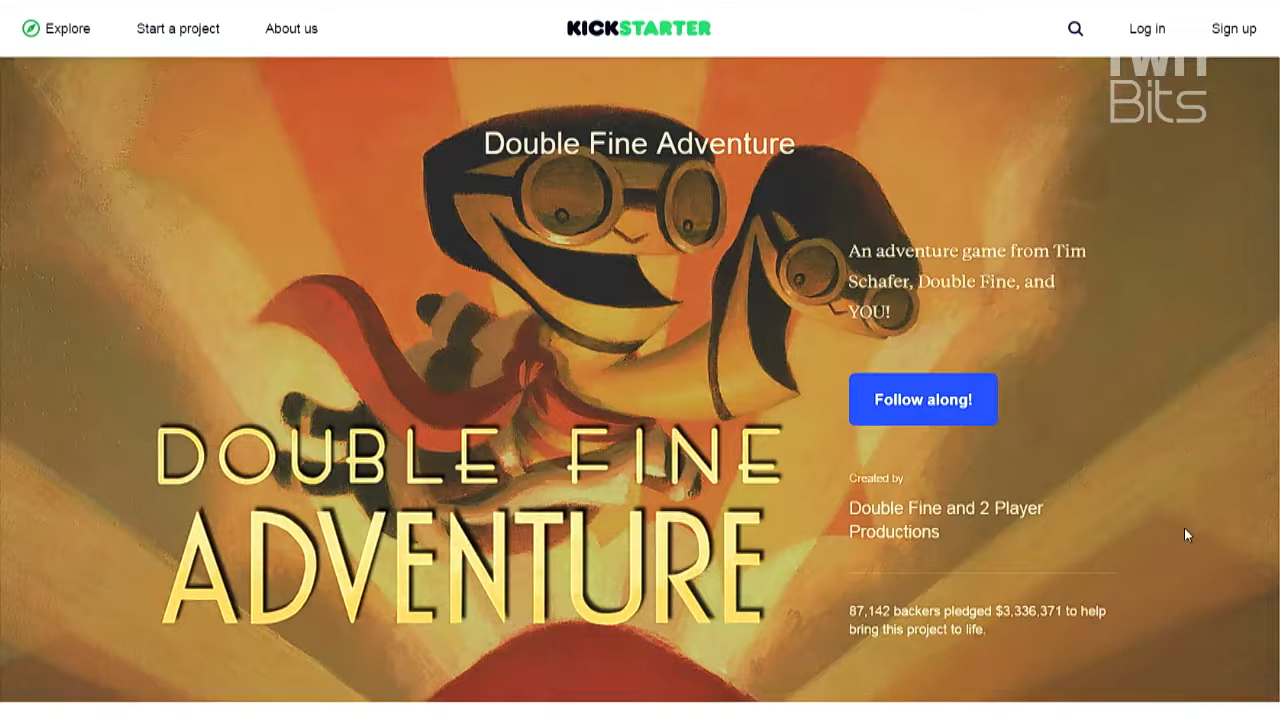 Explore Start a project About us KICKSTARTER Log in Sign up
TWiT
Bits
Double Fine Adventure
An adventure game from Tim
Schafer, Double Fine, and
YOU!
Follow along!
DOUBLE FINE
ADVENTURE
Created by
Double Fine and 2 Player
Productions
87,142 backers pledged $3,336,371 to help
bring this project to life.